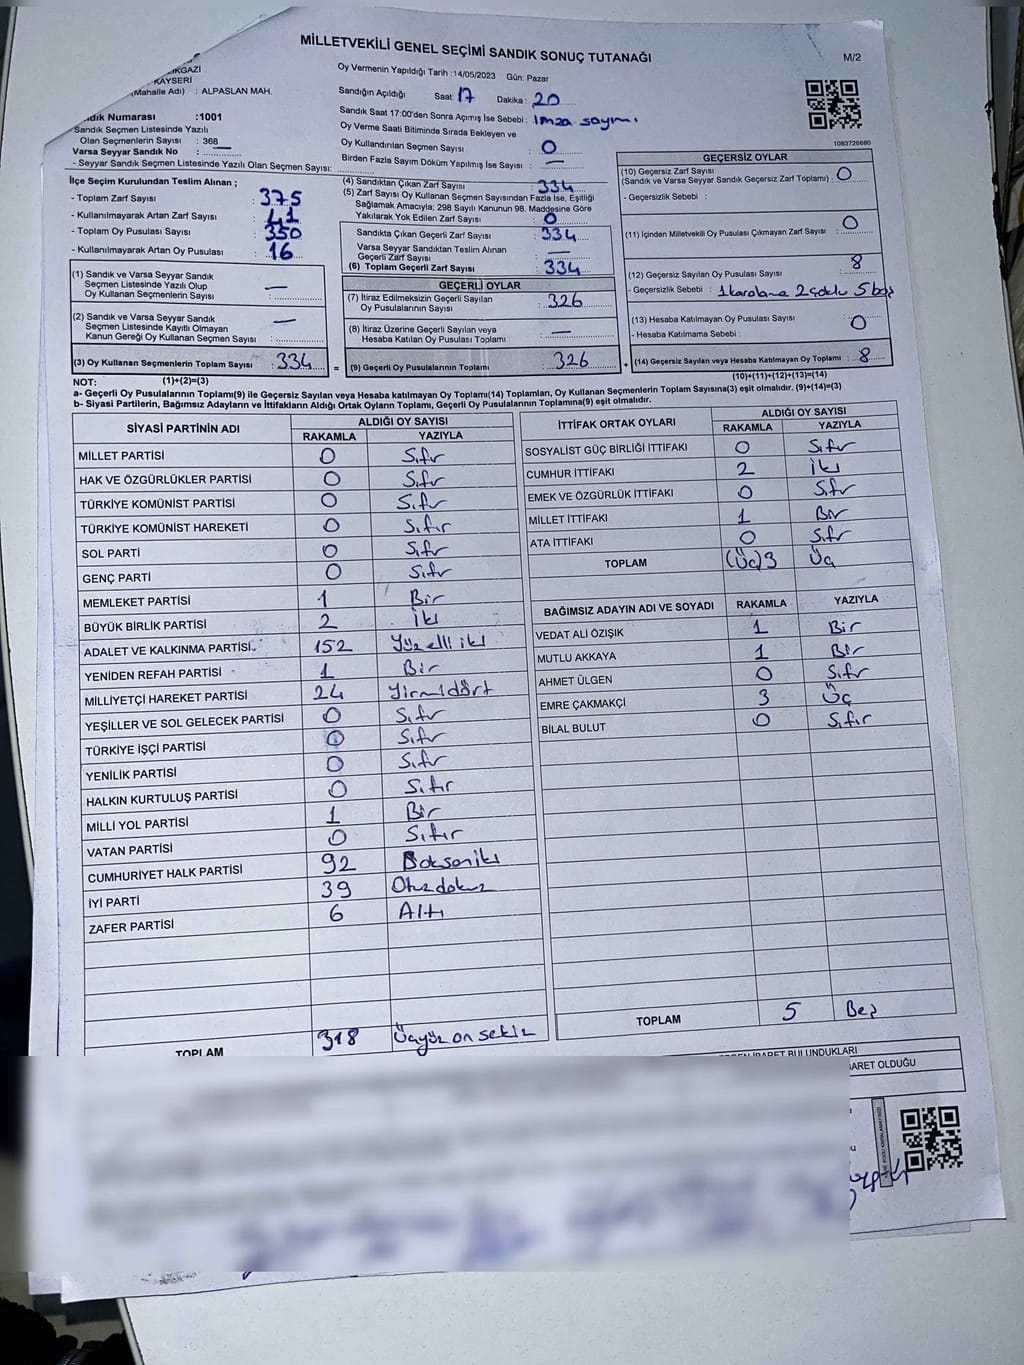 MİLLETVEKİLİ GENEL SEÇİMİ SANDIK SONUÇ TUTANAĞI
M/2
KAYSERİ
(Mahalle Adı) : ALPASLAN MAH.
Oy Vermenin Yapıldığı Tarih :14/05/2023 Gün: Pazar
Sandığın Açıldığı Saat: 17 Dakika : 20
Sandık Saat 17:00'den Sonra Açılmış İse Sebebi : İmza sayımı
Oy Verme Saati Bitiminde Sırada Bekleyen ve
Oy Kullandırılan Seçmen Sayısı : 0
Birden Fazla Sayım Döküm Yapılmış İse Sayısı : —
Numarası :1001
Sandık Seçmen Listesinde Yazılı
Olan Seçmenlerin Sayısı : 368
Varsa Seyyar Sandık No : —
- Seyyar Sandık Seçmen Listesinde Yazılı Olan Seçmen Sayısı:
1083726680
İlçe Seçim Kurulundan Teslim Alınan ;
- Toplam Zarf Sayısı : 375
- Kullanılmayarak Artan Zarf Sayısı : 41
- Toplam Oy Pusulası Sayısı : 350
- Kullanılmayarak Artan Oy Pusulası : 16
(1) Sandık ve Varsa Seyyar Sandık
Seçmen Listesinde Yazılı Olup
Oy Kullanan Seçmenlerin Sayısı : —
(2) Sandık ve Varsa Seyyar Sandık
Seçmen Listesinde Kayıtlı Olmayan
Kanun Gereği Oy Kullanan Seçmen Sayısı : —
(3) Oy Kullanan Seçmenlerin Toplam Sayısı : 334 =
(4) Sandıktan Çıkan Zarf Sayısı : 334
(5) Zarf Sayısı Oy Kullanan Seçmen Sayısından Fazla İse, Eşitliği
Sağlamak Amacıyla; 298 Sayılı Kanunun 98. Maddesine Göre
Yakılarak Yok Edilen Zarf Sayısı : 0
Sandıkta Çıkan Geçerli Zarf Sayısı : 334
Varsa Seyyar Sandıktan Teslim Alınan
Geçerli Zarf Sayısı : —
(6) Toplam Geçerli Zarf Sayısı : 334
GEÇERLİ OYLAR
(7) İtiraz Edilmeksizin Geçerli Sayılan
Oy Pusulalarının Sayısı : 326
(8) İtiraz Üzerine Geçerli Sayılan veya
Hesaba Katılan Oy Pusulası Toplamı : —
(9) Geçerli Oy Pusulalarının Toplamı : 326 +
GEÇERSİZ OYLAR
(10) Geçersiz Zarf Sayısı
(Sandık ve Varsa Seyyar Sandık Geçersiz Zarf Toplamı) : 0
- Geçersizlik Sebebi :
(11) İçinden Milletvekili Oy Pusulası Çıkmayan Zarf Sayısı : 0
(12) Geçersiz Sayılan Oy Pusulası Sayısı : 8
- Geçersizlik Sebebi : 1 karalama 2 çoklu 5 boş
(13) Hesaba Katılmayan Oy Pusulası Sayısı : 0
- Hesaba Katılmama Sebebi :
(14) Geçersiz Sayılan veya Hesaba Katılmayan Oy Toplamı : 8
NOT: (1)+(2)=(3)
(10)+(11)+(12)+(13)=(14)
a- Geçerli Oy Pusulalarının Toplamı(9) ile Geçersiz Sayılan veya Hesaba katılmayan Oy Toplamı(14) Toplamları, Oy Kullanan Seçmenlerin Toplam Sayısına(3) eşit olmalıdır. (9)+(14)=(3)
b- Siyasi Partilerin, Bağımsız Adayların ve İttifakların Aldığı Ortak Oyların Toplamı, Geçerli Oy Pusulalarının Toplamına(9) eşit olmalıdır.
SİYASİ PARTİNİN ADI ALDIĞI OY SAYISI
RAKAMLA YAZIYLA
MİLLET PARTİSİ 0 Sıfır
HAK VE ÖZGÜRLÜKLER PARTİSİ 0 Sıfır
TÜRKİYE KOMÜNİST PARTİSİ 0 Sıfır
TÜRKİYE KOMÜNİST HAREKETİ 0 Sıfır
SOL PARTİ 0 Sıfır
GENÇ PARTİ 0 Sıfır
MEMLEKET PARTİSİ 1 Bir
BÜYÜK BİRLİK PARTİSİ 2 İki
ADALET VE KALKINMA PARTİSİ 152 Yüzelli iki
YENİDEN REFAH PARTİSİ 1 Bir
MİLLİYETÇİ HAREKET PARTİSİ 24 Yirmidört
YEŞİLLER VE SOL GELECEK PARTİSİ 0 Sıfır
TÜRKİYE İŞÇİ PARTİSİ 0 Sıfır
YENİLİK PARTİSİ 0 Sıfır
HALKIN KURTULUŞ PARTİSİ 0 Sıfır
MİLLİ YOL PARTİSİ 1 Bir
VATAN PARTİSİ 0 Sıfır
CUMHURİYET HALK PARTİSİ 92 Doksaniki
İYİ PARTİ 39 Otuzdokuz
ZAFER PARTİSİ 6 Altı
TOPLAM 318 Üçyüz on sekiz
İTTİFAK ORTAK OYLARI ALDIĞI OY SAYISI
RAKAMLA YAZIYLA
SOSYALİST GÜÇ BİRLİĞİ İTTİFAKI 0 Sıfır
CUMHUR İTTİFAKI 2 İki
EMEK VE ÖZGÜRLÜK İTTİFAKI 0 Sıfır
MİLLET İTTİFAKI 1 Bir
ATA İTTİFAKI 0 Sıfır
TOPLAM (Üç)3 Üç
BAĞIMSIZ ADAYIN ADI VE SOYADI RAKAMLA YAZIYLA
VEDAT ALİ ÖZIŞIK 1 Bir
MUTLU AKKAYA 1 Bir
AHMET ÜLGEN 0 Sıfır
EMRE ÇAKMAKÇİ 3 Üç
BİLAL BULUT 0 Sıfır
TOPLAM 5 Beş
BULUNDUKLARI
OLDUĞU